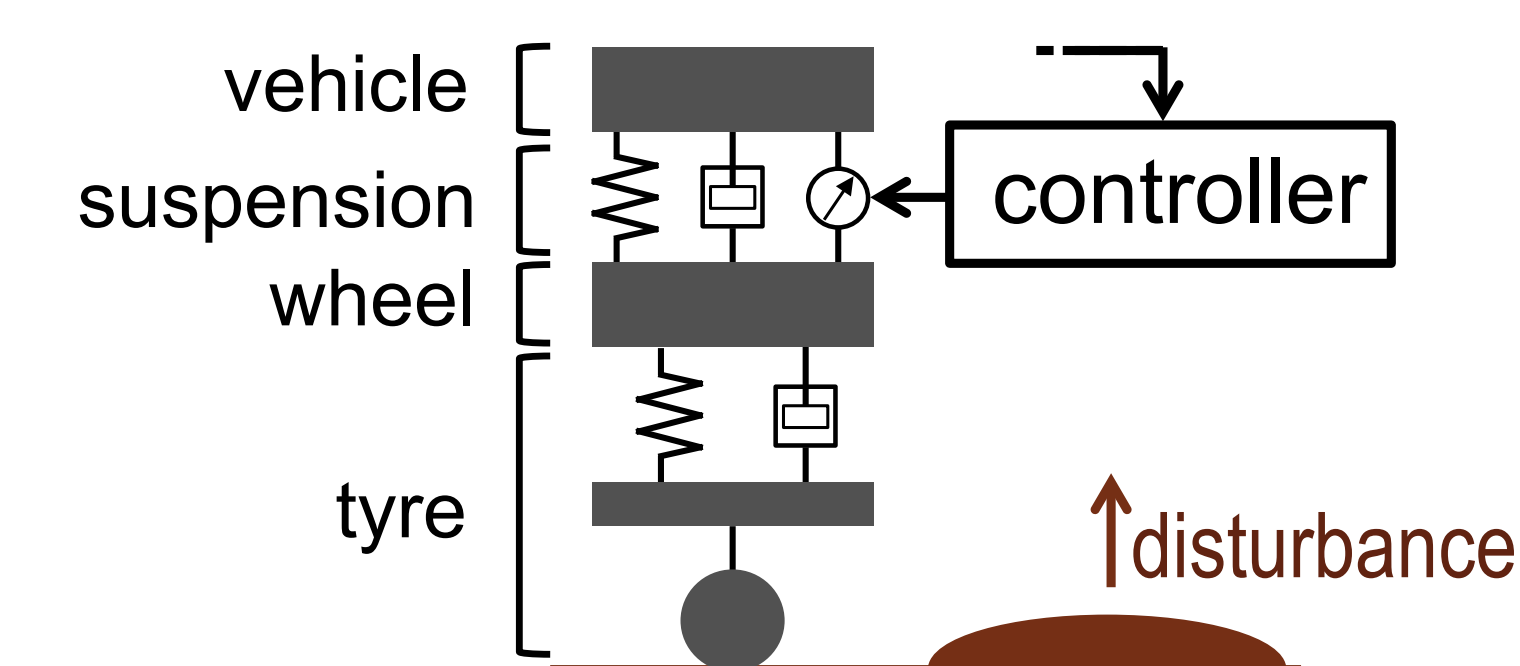 vehicle
suspension
controller
wheel
tyre
disturbance